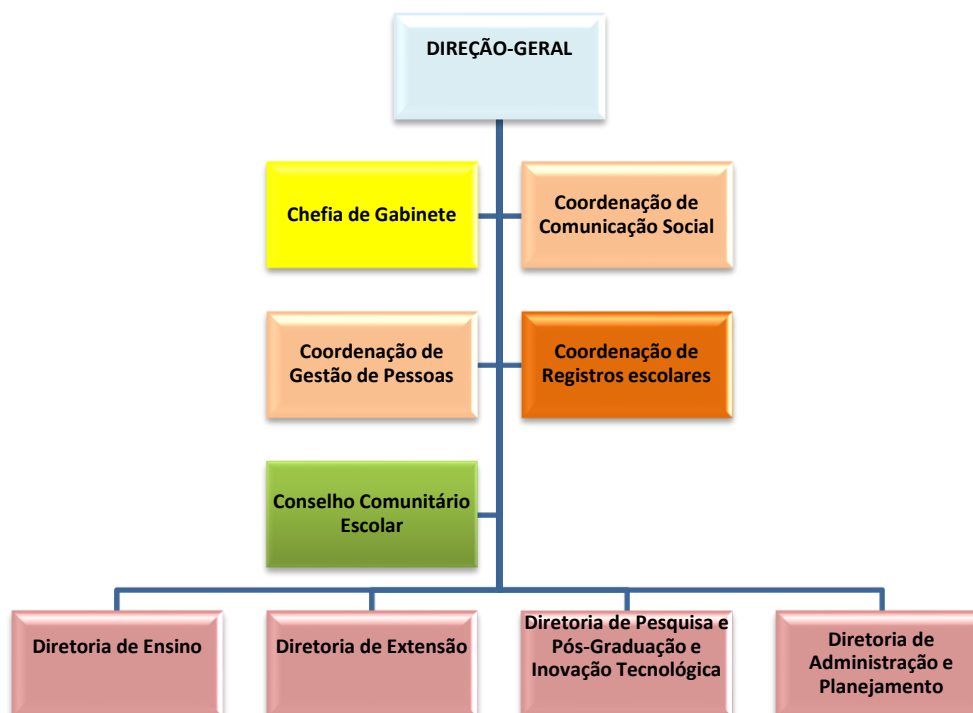 DIREÇÃO-GERAL
Chefia de Gabinete
Coordenação de
Comunicação Social
Coordenação de
Gestão de Pessoas
Coordenação de
Registros escolares
Conselho Comunitário
Escolar
Diretoria de Ensino
Diretoria de Extensão
Diretoria de Pesquisa e
Pós-Graduação e
Inovação Tecnológica
Diretoria de
Administração e
Planejamento